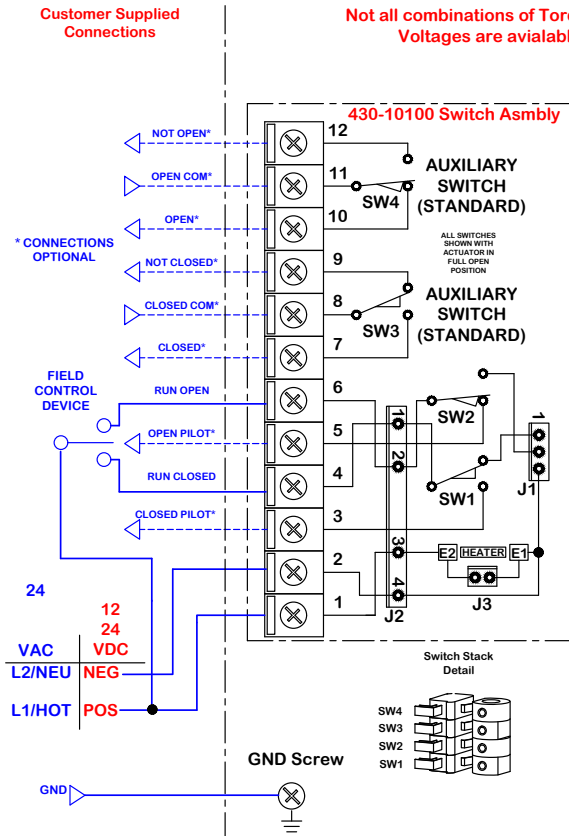 Customer Supplied
Connections
Not all combinations of Tor
Voltages are avialabl
430-10100 Switch Asmbly
NOT OPEN*
12
OPEN COM*
11
SW4
AUXILIARY
SWITCH
(STANDARD)
OPEN*
10
* CONNECTIONS
OPTIONAL
ALL SWITCHES
SHOWN WITH
ACTUATOR IN
FULL OPEN
POSITION
NOT CLOSED*
9
CLOSED COM*
8
SW3
AUXILIARY
SWITCH
(STANDARD)
CLOSED*
7
FIELD
CONTROL
DEVICE
RUN OPEN
6
OPEN PILOT*
5
SW2
1
2
1
J1
RUN CLOSED
4
SW1
CLOSED PILOT*
3
2
3
E2 HEATER E1
J3
1
4
J2
24
12
24
VAC
VDC
L2/NEU
NEG
L1/HOT
POS
Switch Stack
Detail
SW4
SW3
SW2
SW1
GND Screw
GND